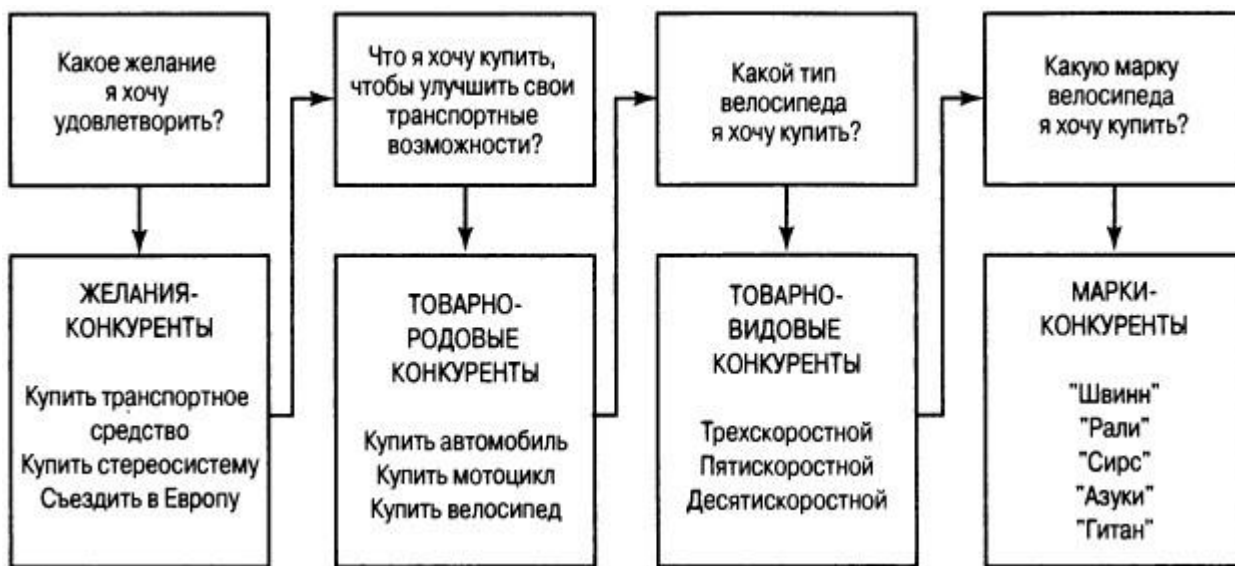 Какое желание
я хочу
удовлетворить?
Что я хочу купить,
чтобы улучшить свои
транспортные
возможности?
Какой тип
велосипеда
я хочу купить?
Какую марку
велосипеда
я хочу купить?
ЖЕЛАНИЯ-
КОНКУРЕНТЫ
Купить транспортное
средство
Купить стереосистему
Съездить в Европу
ТОВАРНО-
РОДОВЫЕ
КОНКУРЕНТЫ
Купить автомобиль
Купить мотоцикл
Купить велосипед
ТОВАРНО-
ВИДОВЫЕ
КОНКУРЕНТЫ
Трехскоростной
Пятискоростной
Десятискоростной
МАРКИ-
КОНКУРЕНТЫ
"Швинн"
"Рали"
"Сирс"
"Азуки"
"Гитан"